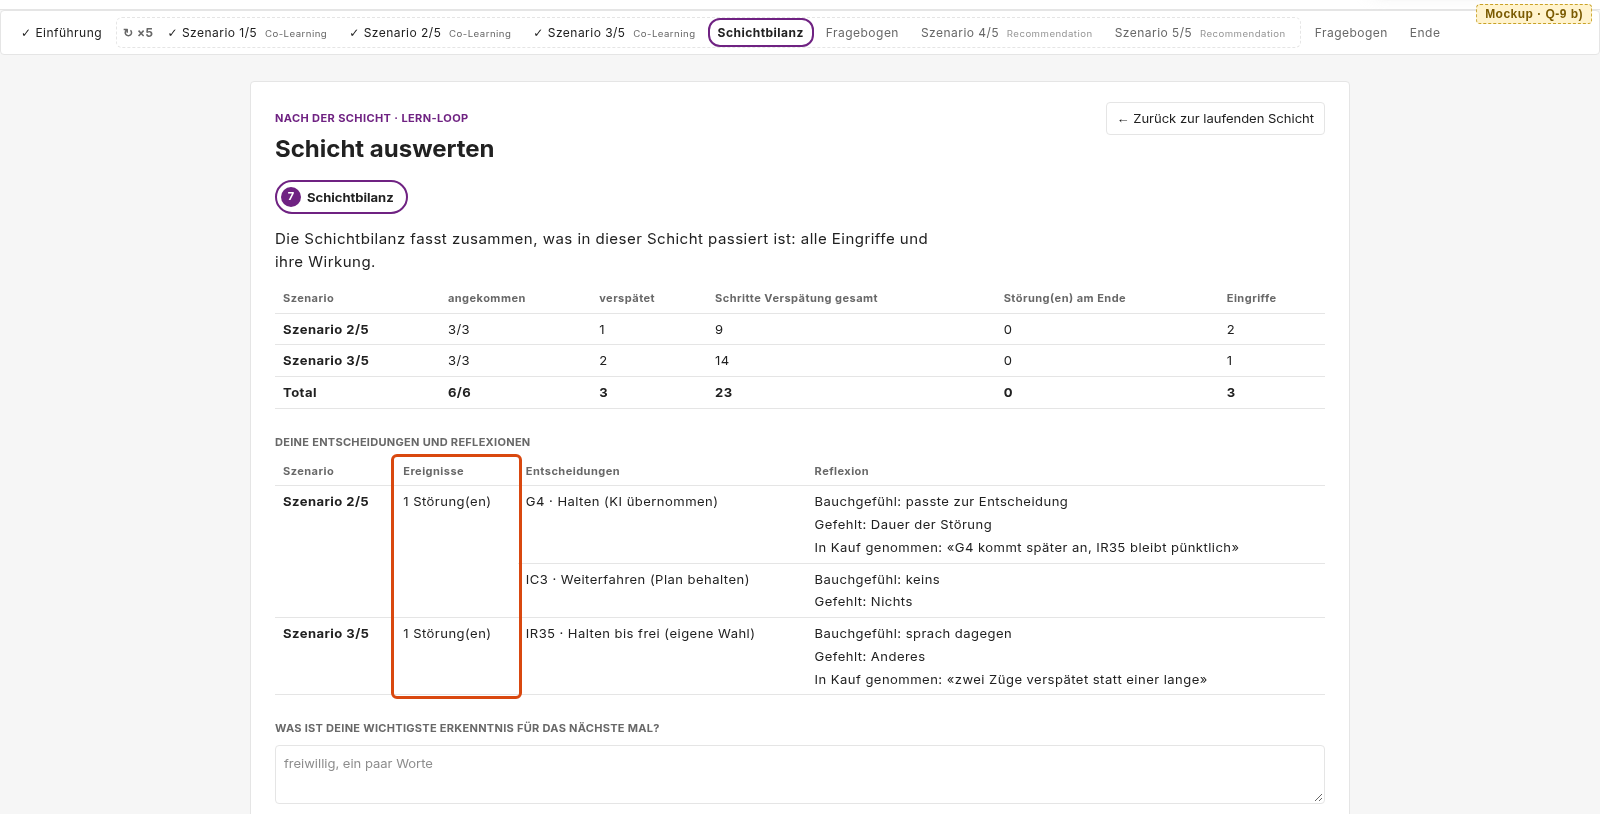 Mockup · Q-9 b)
✓ Einführung ↻ ×5 ✓ Szenario 1/5 Co-Learning ✓ Szenario 2/5 Co-Learning ✓ Szenario 3/5 Co-Learning Schichtbilanz Fragebogen Szenario 4/5 Recommendation Szenario 5/5 Recommendation Fragebogen Ende
NACH DER SCHICHT · LERN-LOOP
← Zurück zur laufenden Schicht
Schicht auswerten
7 Schichtbilanz
Die Schichtbilanz fasst zusammen, was in dieser Schicht passiert ist: alle Eingriffe und
ihre Wirkung.
Szenario angekommen verspätet Schritte Verspätung gesamt Störung(en) am Ende Eingriffe
Szenario 2/5 3/3 1 9 0 2
Szenario 3/5 3/3 2 14 0 1
Total 6/6 3 23 0 3
DEINE ENTSCHEIDUNGEN UND REFLEXIONEN
Szenario Ereignisse Entscheidungen Reflexion
Szenario 2/5 1 Störung(en) G4 · Halten (KI übernommen) Bauchgefühl: passte zur Entscheidung
Gefehlt: Dauer der Störung
In Kauf genommen: «G4 kommt später an, IR35 bleibt pünktlich»
IC3 · Weiterfahren (Plan behalten) Bauchgefühl: keins
Gefehlt: Nichts
Szenario 3/5 1 Störung(en) IR35 · Halten bis frei (eigene Wahl) Bauchgefühl: sprach dagegen
Gefehlt: Anderes
In Kauf genommen: «zwei Züge verspätet statt einer lange»
WAS IST DEINE WICHTIGSTE ERKENNTNIS FÜR DAS NÄCHSTE MAL?
freiwillig, ein paar Worte